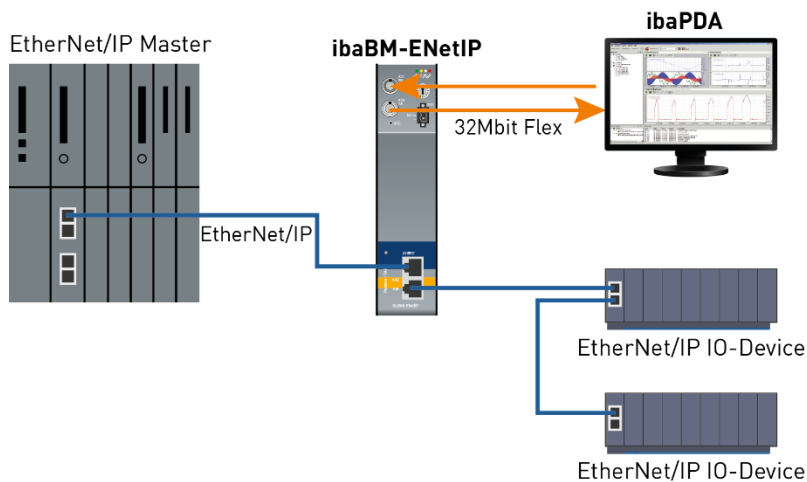 EtherNet/IP Master
ibaBM-ENetIP
ibaPDA
32Mbit Flex
EtherNet/IP
EtherNet/IP IO-Device
EtherNet/IP IO-Device